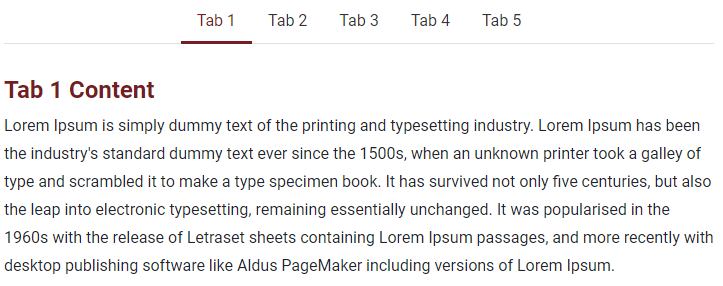 Tab 1 Tab 2 Tab 3 Tab 4 Tab 5
Tab 1 Content
Lorem Ipsum is simply dummy text of the printing and typesetting industry. Lorem Ipsum has been
the industry's standard dummy text ever since the 1500s, when an unknown printer took a galley of
type and scrambled it to make a type specimen book. It has survived not only five centuries, but also
the leap into electronic typesetting, remaining essentially unchanged. It was popularised in the
1960s with the release of Letraset sheets containing Lorem Ipsum passages, and more recently with
desktop publishing software like Aldus PageMaker including versions of Lorem Ipsum.